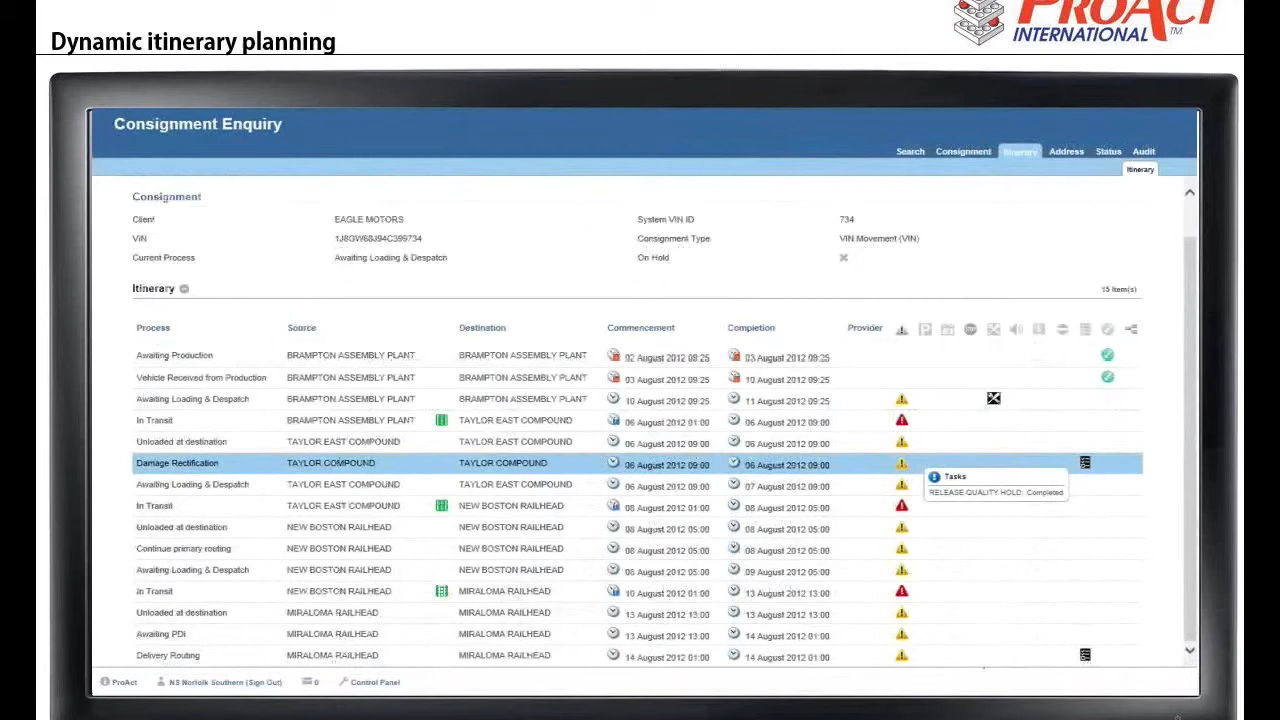 PROACT
INTERNATIONAL TM
Dynamic itinerary planning
Consignment Enquiry
Search Consignment Itinerary Address Status Audit
Itinerary
Consignment
Client EAGLE MOTORS System VIN ID 734
VIN 1J8GW68J94C399734 Consignment Type VIN Movement (VIN)
Current Process Awaiting Loading & Despatch On Hold
Itinerary 15 Item(s)
Process Source Destination Commencement Completion Provider
Awaiting Production BRAMPTON ASSEMBLY PLANT BRAMPTON ASSEMBLY PLANT 02 August 2012 09:25 03 August 2012 09:25
Vehicle Received from Production BRAMPTON ASSEMBLY PLANT BRAMPTON ASSEMBLY PLANT 03 August 2012 09:25 10 August 2012 09:25
Awaiting Loading & Despatch BRAMPTON ASSEMBLY PLANT BRAMPTON ASSEMBLY PLANT 10 August 2012 09:25 11 August 2012 09:25
In Transit BRAMPTON ASSEMBLY PLANT TAYLOR EAST COMPOUND 06 August 2012 01:00 06 August 2012 09:00
Unloaded at destination TAYLOR EAST COMPOUND TAYLOR EAST COMPOUND 06 August 2012 09:00 06 August 2012 09:00
Damage Rectification TAYLOR COMPOUND TAYLOR COMPOUND 06 August 2012 09:00 06 August 2012 09:00
Awaiting Loading & Despatch TAYLOR EAST COMPOUND TAYLOR EAST COMPOUND 06 August 2012 09:00 07 August 2012 09:00
Tasks
RELEASE QUALITY HOLD: Completed
In Transit TAYLOR EAST COMPOUND NEW BOSTON RAILHEAD 08 August 2012 01:00 08 August 2012 05:00
Unloaded at destination NEW BOSTON RAILHEAD NEW BOSTON RAILHEAD 08 August 2012 05:00 08 August 2012 05:00
Continue primary routing NEW BOSTON RAILHEAD NEW BOSTON RAILHEAD 08 August 2012 05:00 08 August 2012 05:00
Awaiting Loading & Despatch NEW BOSTON RAILHEAD NEW BOSTON RAILHEAD 08 August 2012 05:00 09 August 2012 05:00
In Transit NEW BOSTON RAILHEAD MIRALOMA RAILHEAD 10 August 2012 01:00 13 August 2012 13:00
Unloaded at destination MIRALOMA RAILHEAD MIRALOMA RAILHEAD 13 August 2012 13:00 13 August 2012 13:00
Awaiting PDI MIRALOMA RAILHEAD MIRALOMA RAILHEAD 13 August 2012 13:00 14 August 2012 01:00
Delivery Routing MIRALOMA RAILHEAD MIRALOMA RAILHEAD 14 August 2012 01:00 14 August 2012 01:00
ProAct NS Norfolk Southern (Sign Out) 0 Control Panel